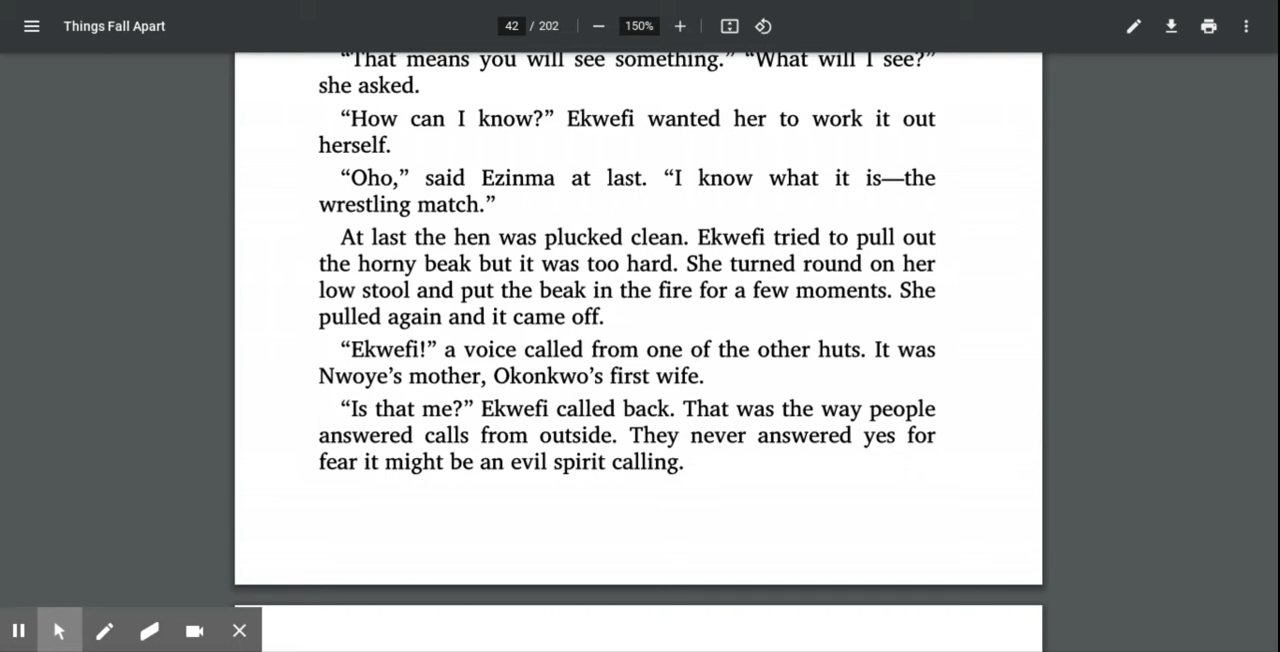 Things Fall Apart
42 / 202
150%
“That means you will see something.” “What will I see?”
she asked.
“How can I know?” Ekwefi wanted her to work it out
herself.
“Oho,” said Ezinma at last. “I know what it is—the
wrestling match.”
At last the hen was plucked clean. Ekwefi tried to pull out
the horny beak but it was too hard. She turned round on her
low stool and put the beak in the fire for a few moments. She
pulled again and it came off.
“Ekwefi!” a voice called from one of the other huts. It was
Nwoye’s mother, Okonkwo’s first wife.
“Is that me?” Ekwefi called back. That was the way people
answered calls from outside. They never answered yes for
fear it might be an evil spirit calling.